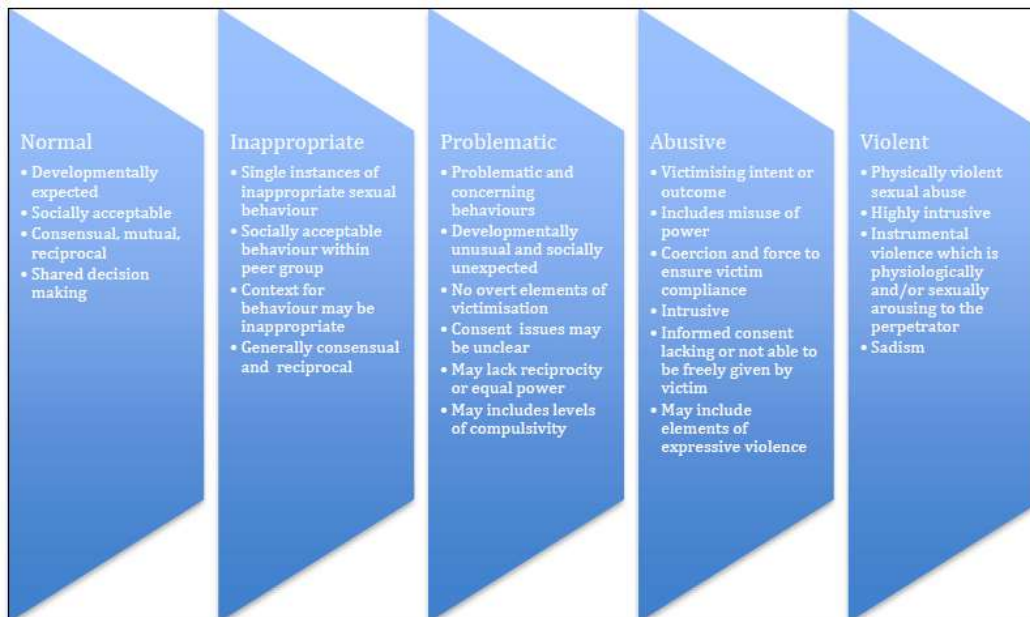 Normal
• Developmentally
expected
• Socially acceptable
• Consensual, mutual,
reciprocal
• Shared decision
making
Inappropriate
• Single instances of
inappropriate sexual
behaviour
• Socially acceptable
behaviour within
peer group
• Context for
behaviour may be
inappropriate
• Generally consensual
and reciprocal
Problematic
• Problematic and
concerning
behaviours
• Developmentally
unusual and socially
unexpected
• No overt elements of
victimisation
• Consent issues may
be unclear
• May lack reciprocity
or equal power
• May includes levels
of compulsivity
Abusive
• Victimising intent or
outcome
• Includes misuse of
power
• Coercion and force to
ensure victim
compliance
• Intrusive
• Informed consent
lacking or not able to
be freely given by
victim
• May include
elements of
expressive violence
Violent
• Physically violent
sexual abuse
• Highly intrusive
• Instrumental
violence which is
physiologically
and/or sexually
arousing to the
perpetrator
• Sadism